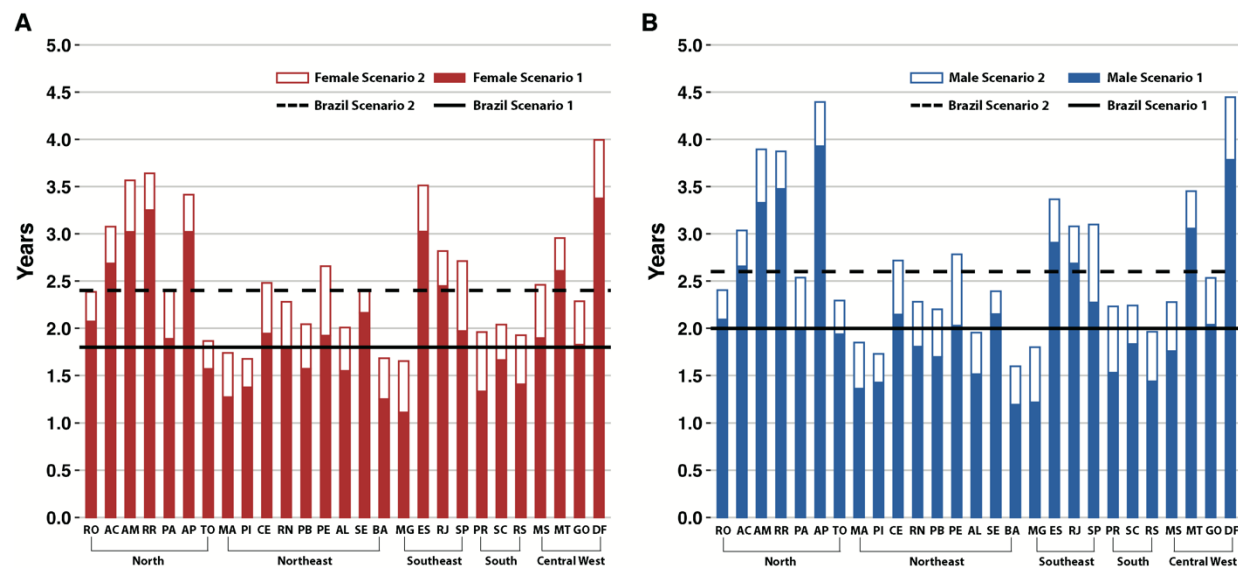 A
5.0
4.5
4.0
3.5
3.0
2.5
2.0
1.5
1.0
0.5
0.0
Years
Female Scenario 2 Female Scenario 1
Brazil Scenario 2 Brazil Scenario 1
RO AC AM RR PA AP TO MA PI CE RN PB PE AL SE BA MG ES RJ SP PR SC RS MS MT GO DF
North Northeast Southeast South Central West
B
5.0
4.5
4.0
3.5
3.0
2.5
2.0
1.5
1.0
0.5
0.0
Years
Male Scenario 2 Male Scenario 1
Brazil Scenario 2 Brazil Scenario 1
RO AC AM RR PA AP TO MA PI CE RN PB PE AL SE BA MG ES RJ SP PR SC RS MS MT GO DF
North Northeast Southeast South Central West